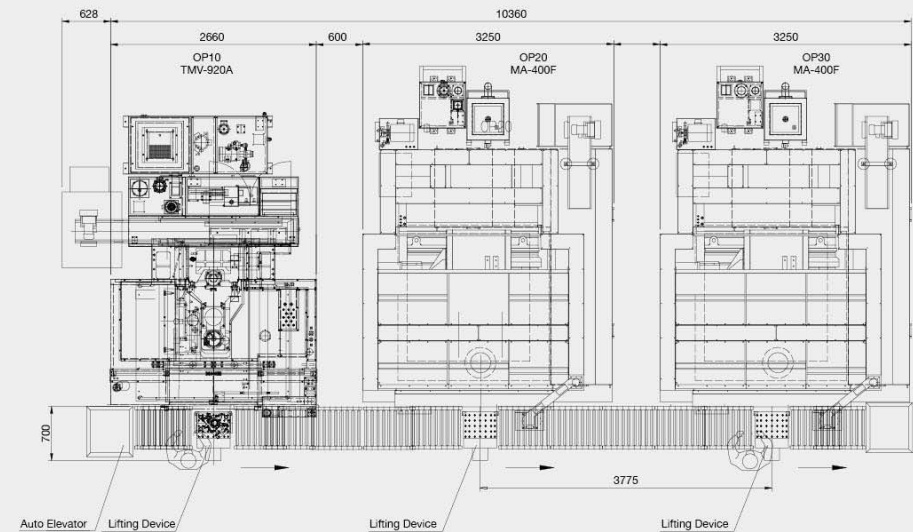 628
10360
2660
600
3250
3250
OP10
TMV-920A
OP20
MA-400F
OP30
MA-400F
700
3775
Auto Elevator
Lifting Device
Lifting Device
Lifting Device